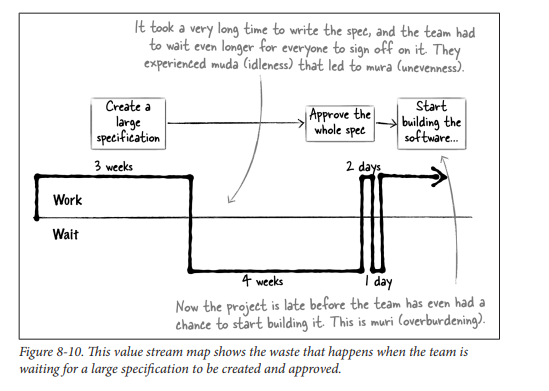 It took a very long time to write the spec, and the team had
to wait even longer for everyone to sign off on it. They
experienced muda (idleness) that led to mura (unevenness).
Create a
large
specification
Approve the
whole spec
Start
building the
software...
3 weeks
2 days
Work
Wait
4 weeks
1 day
Now the project is late before the team has even had a
chance to start building it. This is muri (overburdening).
Figure 8-10. This value stream map shows the waste that happens when the team is
waiting for a large specification to be created and approved.